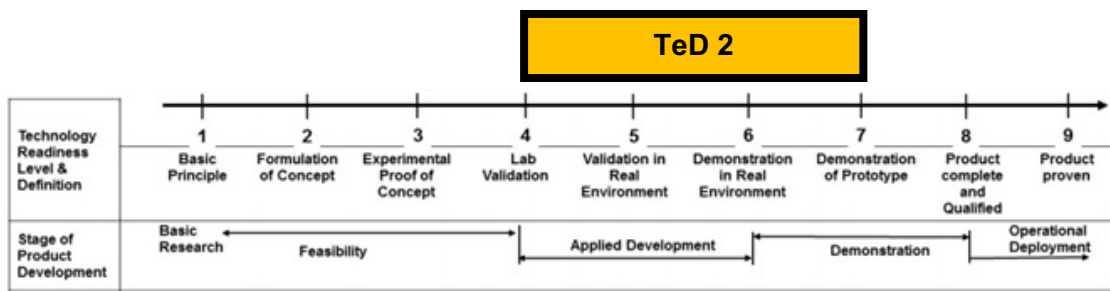 TeD 2
Technology
Readiness
Level &
Definition
1
Basic
Principle
2
Formulation
of Concept
3
Experimental
Proof of
Concept
4
Lab
Validation
5
Validation in
Real
Environment
6
Demonstration
in Real
Environment
7
Demonstration
of Prototype
8
Product
complete
and
Qualified
9
Product
proven
Stage of
Product
Development
Basic
Research
Feasibility
Applied Development
Demonstration
Operational
Deployment